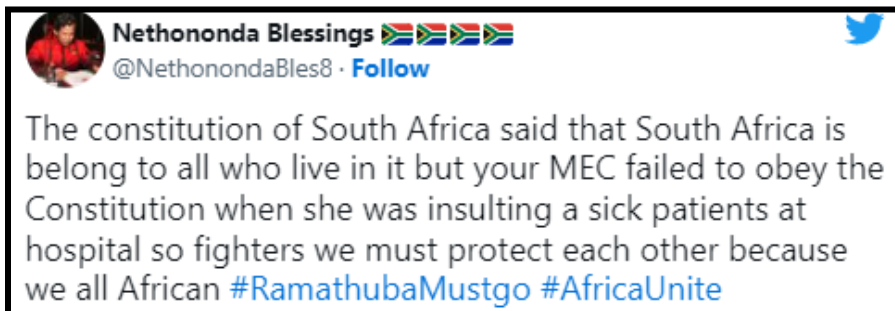 Nethononda Blessings 🇿🇦🇿🇦🇿🇦🇿🇦
@NethonondaBles8 · Follow
The constitution of South Africa said that South Africa is
belong to all who live in it but your MEC failed to obey the
Constitution when she was insulting a sick patients at
hospital so fighters we must protect each other because
we all African #RamathubaMustgo #AfricaUnite